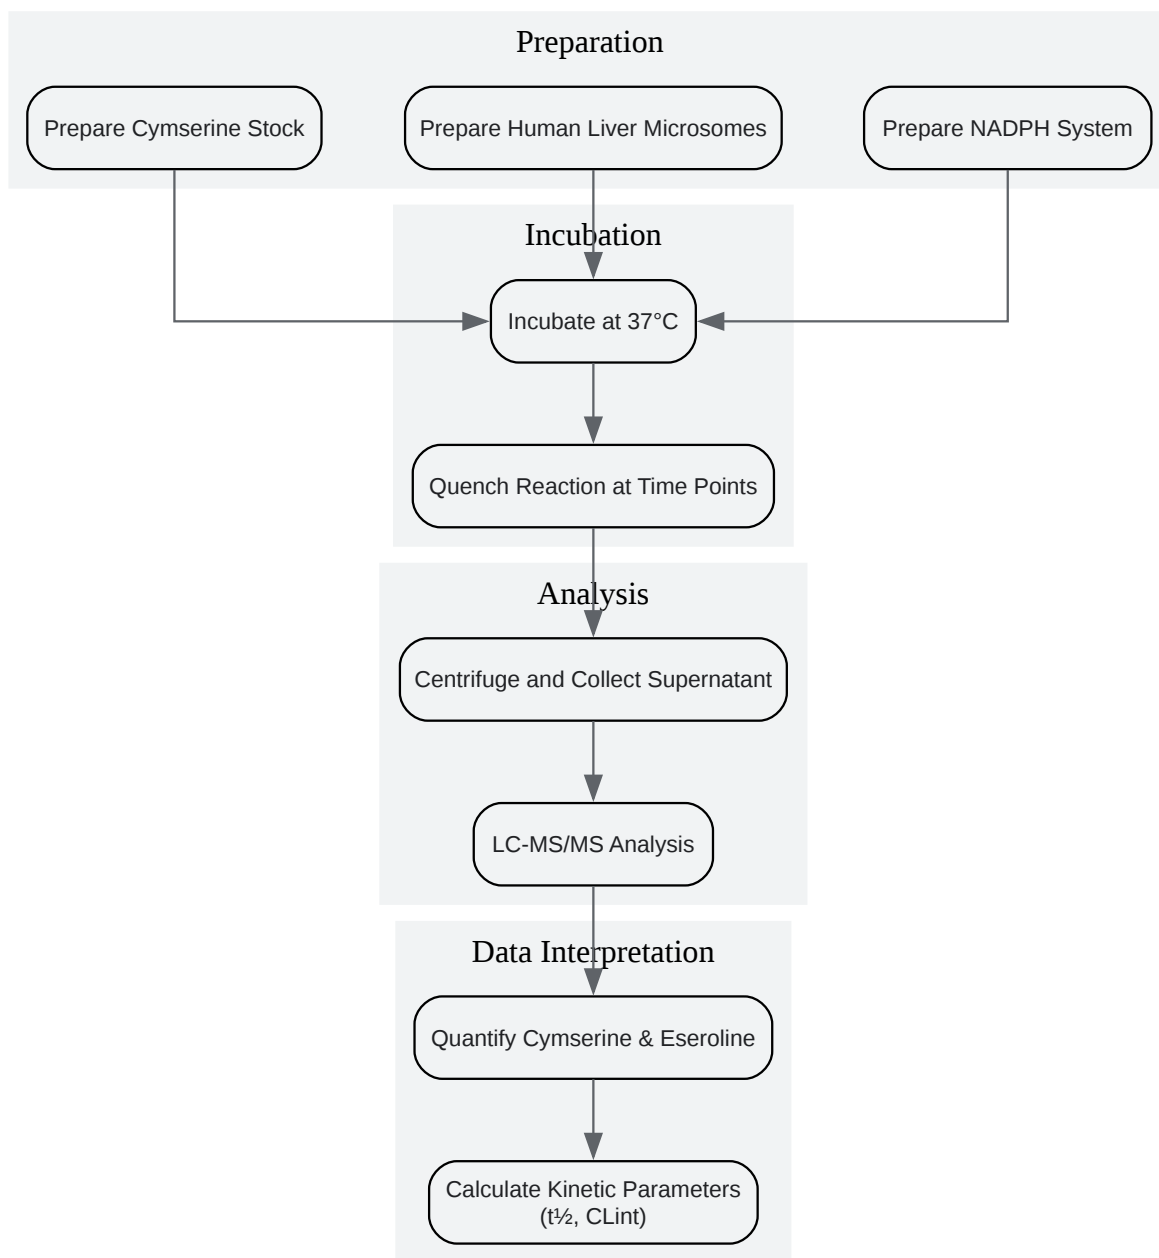 Preparation
Prepare Cymserine Stock
Prepare Human Liver Microsomes
Prepare NADPH System
Incubation
Incubate at 37°C
Quench Reaction at Time Points
Analysis
Centrifuge and Collect Supernatant
LC-MS/MS Analysis
Data Interpretation
Quantify Cymserine & Eseroline
Calculate Kinetic Parameters
(t½, CLint)